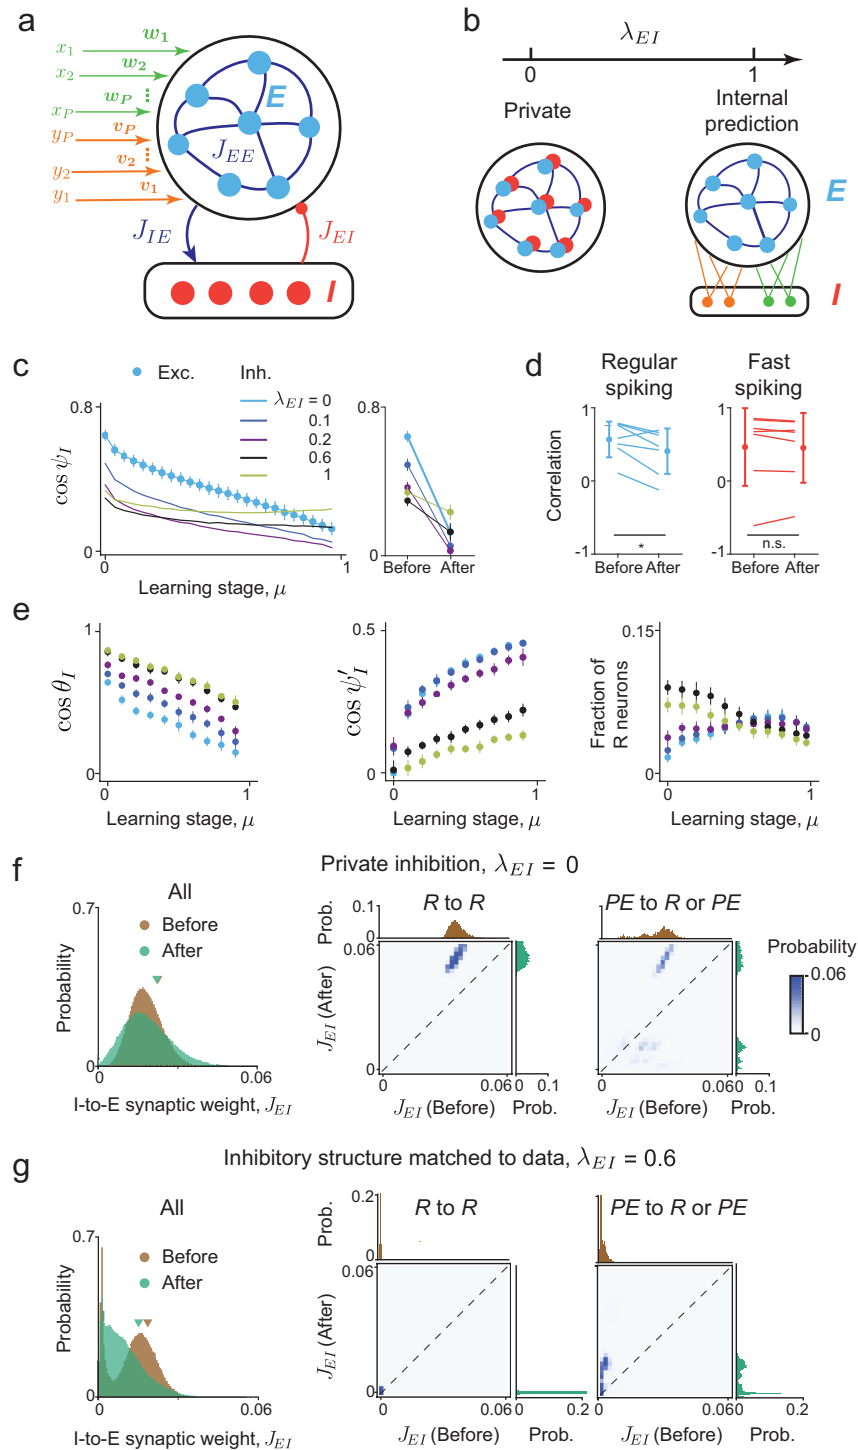 a
x1
w1
x2
w2
wP
xP
yP
vP
y2
v2
y1
v1
E
JEE
JIE
JEI
I
b
λEI
0
1
Private
Internal
prediction
E
I
c
Exc.
Inh.
λEI = 0
0.1
0.2
0.6
1
0.8
cos ψI
0
0
1
Learning stage, μ
0.8
0
Before After
d
Regular
spiking
Fast
spiking
Correlation
1
0
-1
*
Before After
1
0
-1
n.s.
Before After
e
1
cos θI
0
0
1
Learning stage, μ
0.5
cos ψ′I
0
0
1
Learning stage, μ
0.15
Fraction of
R neurons
0
0
1
Learning stage, μ
f
Private inhibition, λEI = 0
All
0.7
Before
After
Probability
0
0
0.06
I-to-E synaptic weight, JEI
R to R
0.1
Prob.
0
0.06
JEI (After)
0
0
0.06
0
0.1
JEI (Before)
Prob.
PE to R or PE
0
0.06
0
0.1
JEI (Before)
Prob.
Probability
0.06
0
g
Inhibitory structure matched to data, λEI = 0.6
All
0.7
Before
After
Probability
0
0
0.06
I-to-E synaptic weight, JEI
R to R
0.2
Prob.
0
0.06
JEI (After)
0
0
0.06
0.2
JEI (Before)
Prob.
PE to R or PE
0
0.06
0
0.2
JEI (Before)
Prob.